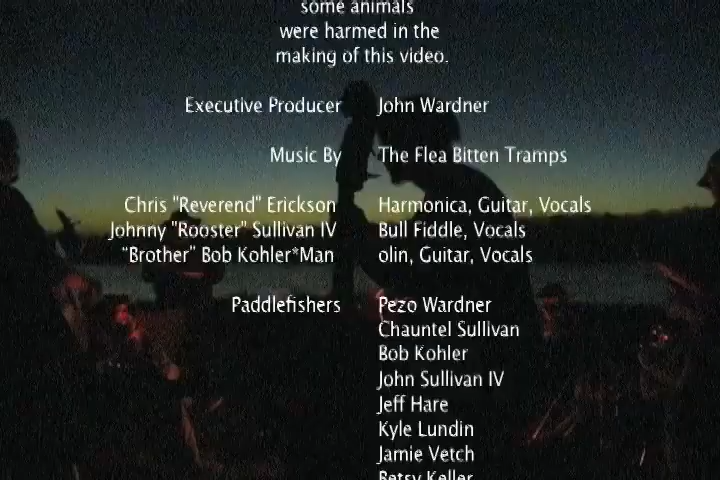 some animals
were harmed in the
making of this video.
Executive Producer John Wardner
Music By The Flea Bitten Tramps
Chris "Reverend" Erickson Harmonica, Guitar, Vocals
Johnny "Rooster" Sullivan IV Bull Fiddle, Vocals
"Brother" Bob Kohler*Man olin, Guitar, Vocals
Paddlefishers Pezo Wardner
Chauntel Sullivan
Bob Kohler
John Sullivan IV
Jeff Hare
Kyle Lundin
Jamie Vetch
Betsy Keller